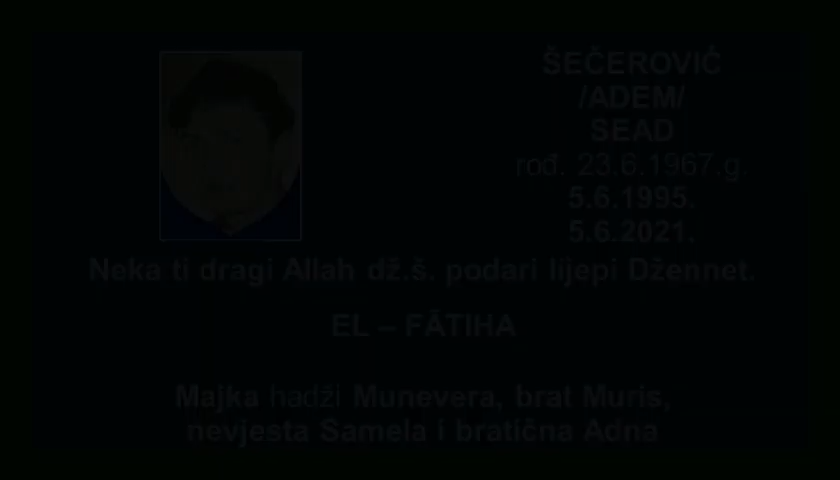 ŠEĆEROVIĆ
/ADEM/
SEAD
rođ. 23.6.1967.g.
5.6.1995.
5.6.2021.
Neka ti dragi Allah dž.š. podari lijepi Džennet.
EL – FĀTIHA
Majka hadži Munevera, brat Muris,
nevjesta Samela i bratična Adna